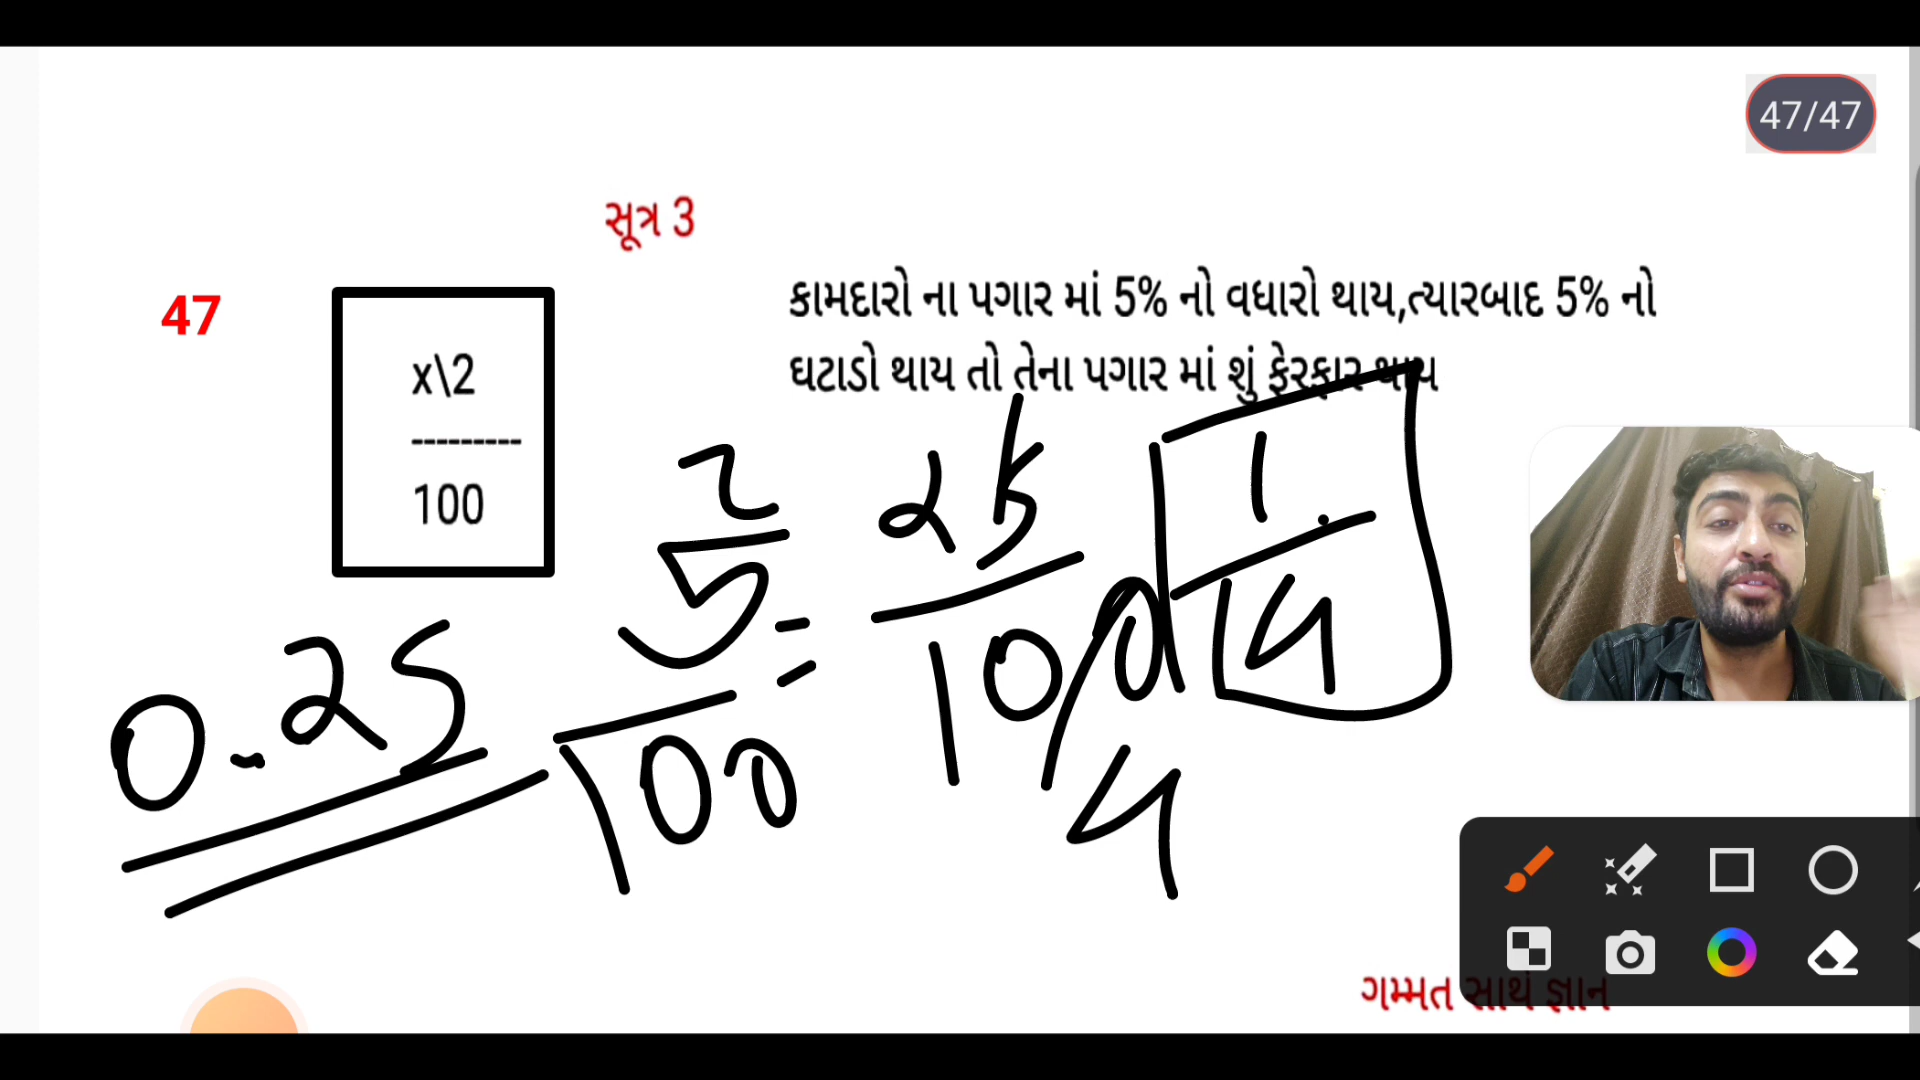 47/47
સૂત્ર 3
47
x\2
---------
100
કામદારો ના પગાર માં 5% નો વધારો થાય,ત્યારબાદ 5% નો
ઘટાડો થાય તો તેના પગાર માં શું ફેરફાર થાય
2
5
100
=
25
100
4
1
4
0.25
ગમ્મત સાથે જ્ઞાન